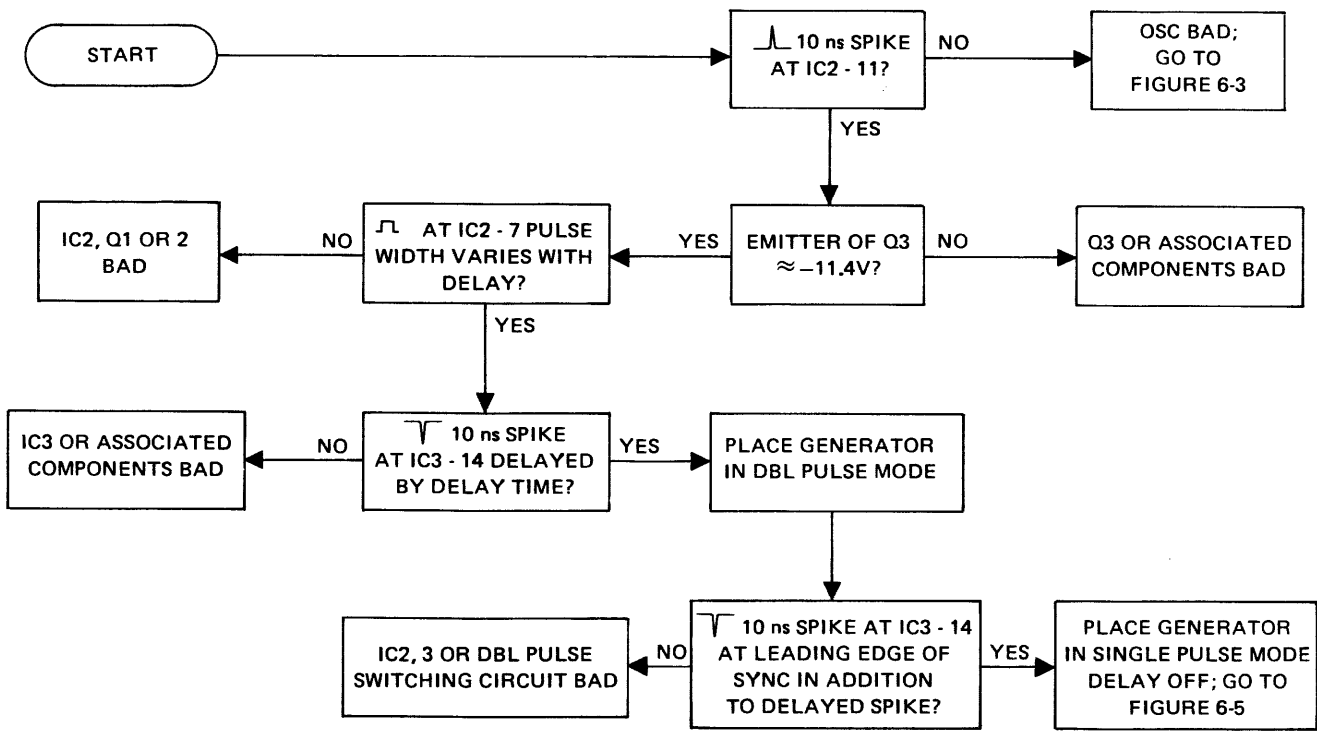 START
10 ns SPIKE
AT IC2 - 11?
NO
OSC BAD;
GO TO
FIGURE 6-3
YES
IC2, Q1 OR 2
BAD
NO
AT IC2 - 7 PULSE
WIDTH VARIES WITH
DELAY?
YES
EMITTER OF Q3
≈ −11.4V?
NO
Q3 OR ASSOCIATED
COMPONENTS BAD
YES
IC3 OR ASSOCIATED
COMPONENTS BAD
NO
10 ns SPIKE
AT IC3 - 14 DELAYED
BY DELAY TIME?
YES
PLACE GENERATOR
IN DBL PULSE MODE
IC2, 3 OR DBL PULSE
SWITCHING CIRCUIT BAD
NO
10 ns SPIKE AT IC3 - 14
AT LEADING EDGE OF
SYNC IN ADDITION
TO DELAYED SPIKE?
YES
PLACE GENERATOR
IN SINGLE PULSE MODE
DELAY OFF; GO TO
FIGURE 6-5